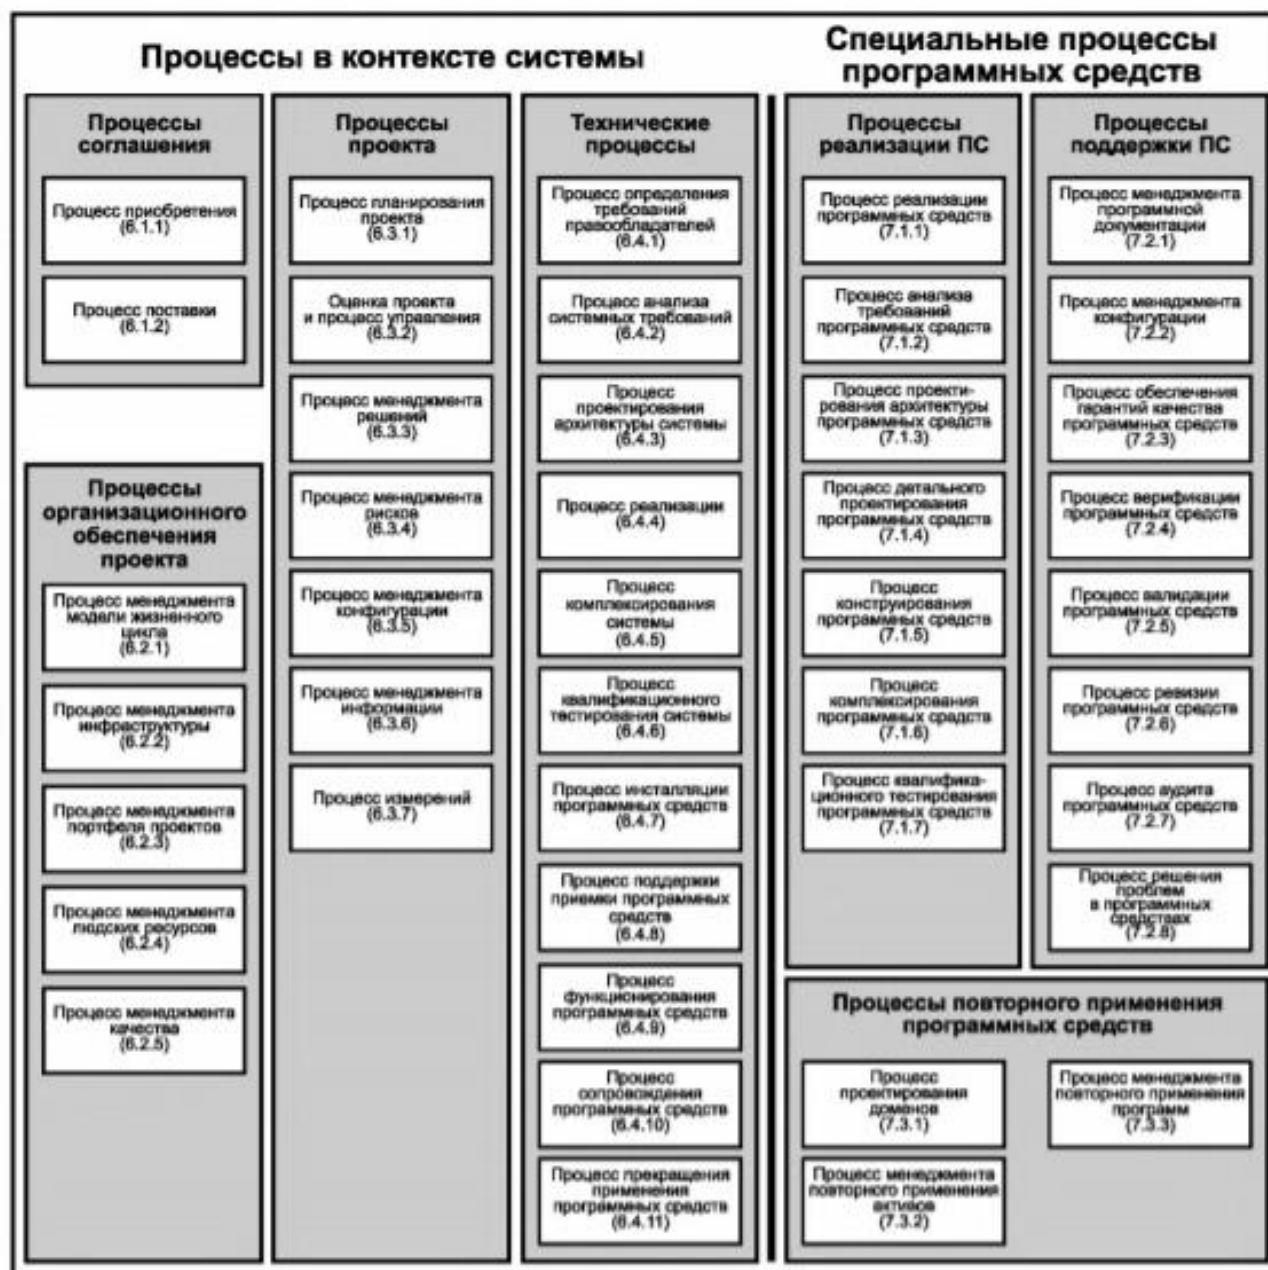 Процессы в контексте системы
Специальные процессы
программных средств
Процессы
соглашения
Процесс приобретения
(6.1.1)
Процесс поставки
(6.1.2)
Процессы
организационного
обеспечения
проекта
Процесс менеджмента
модели жизненного
цикла
(6.2.1)
Процесс менеджмента
инфраструктуры
(6.2.2)
Процесс менеджмента
портфеля проектов
(6.2.3)
Процесс менеджмента
людских ресурсов
(6.2.4)
Процесс менеджмента
качества
(6.2.5)
Процессы
проекта
Процесс планирования
проекта
(6.3.1)
Оценка проекта
и процесс управления
(6.3.2)
Процесс менеджмента
решений
(6.3.3)
Процесс менеджмента
рисков
(6.3.4)
Процесс менеджмента
конфигурации
(6.3.5)
Процесс менеджмента
информации
(6.3.6)
Процесс измерений
(6.3.7)
Технические
процессы
Процесс определения
требований
правообладателей
(6.4.1)
Процесс анализа
системных требований
(6.4.2)
Процесс
проектирования
архитектуры системы
(6.4.3)
Процесс реализации
(6.4.4)
Процесс
комплексирования
системы
(6.4.5)
Процесс
квалификационного
тестирования системы
(6.4.6)
Процесс инсталляции
программных средств
(6.4.7)
Процесс поддержки
приемки программных
средств
(6.4.8)
Процесс
функционирования
программных средств
(6.4.9)
Процесс
сопровождения
программных средств
(6.4.10)
Процесс прекращения
применения
программных средств
(6.4.11)
Процессы
реализации ПС
Процесс реализации
программных средств
(7.1.1)
Процесс анализа
требований
программных средств
(7.1.2)
Процесс проекти-
рования архитектуры
программных средств
(7.1.3)
Процесс детального
проектирования
программных средств
(7.1.4)
Процесс
конструирования
программных средств
(7.1.5)
Процесс
комплексирования
программных средств
(7.1.6)
Процесс квалифика-
ционного тестирования
программных средств
(7.1.7)
Процессы
поддержки ПС
Процесс менеджмента
программной
документации
(7.2.1)
Процесс менеджмента
конфигурации
(7.2.2)
Процесс обеспечения
гарантий качества
программных средств
(7.2.3)
Процесс верификации
программных средств
(7.2.4)
Процесс валидации
программных средств
(7.2.5)
Процесс ревизии
программных средств
(7.2.6)
Процесс аудита
программных средств
(7.2.7)
Процесс решения
проблем
в программных
средствах
(7.2.8)
Процессы повторного применения
программных средств
Процесс
проектирования
доменов
(7.3.1)
Процесс менеджмента
повторного применения
активов
(7.3.2)
Процесс менеджмента
повторного применения
программ
(7.3.3)